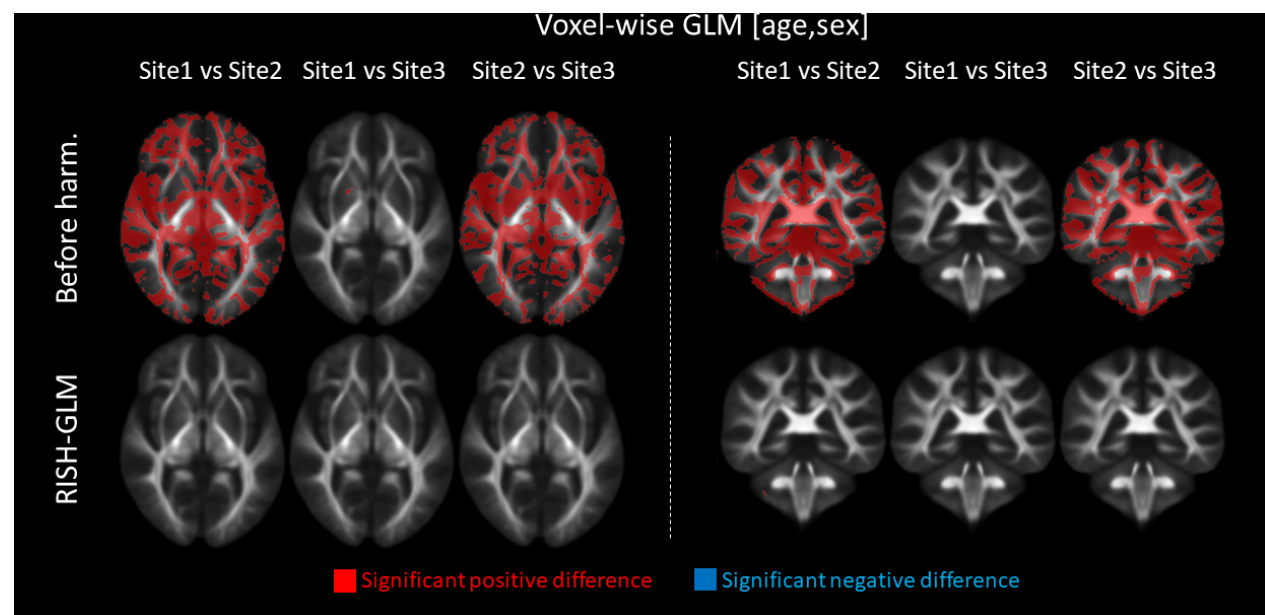 Voxel-wise GLM [age,sex]
Site1 vs Site2 Site1 vs Site3 Site2 vs Site3
Site1 vs Site2 Site1 vs Site3 Site2 vs Site3
Before harm.
RISH-GLM
Significant positive difference
Significant negative difference